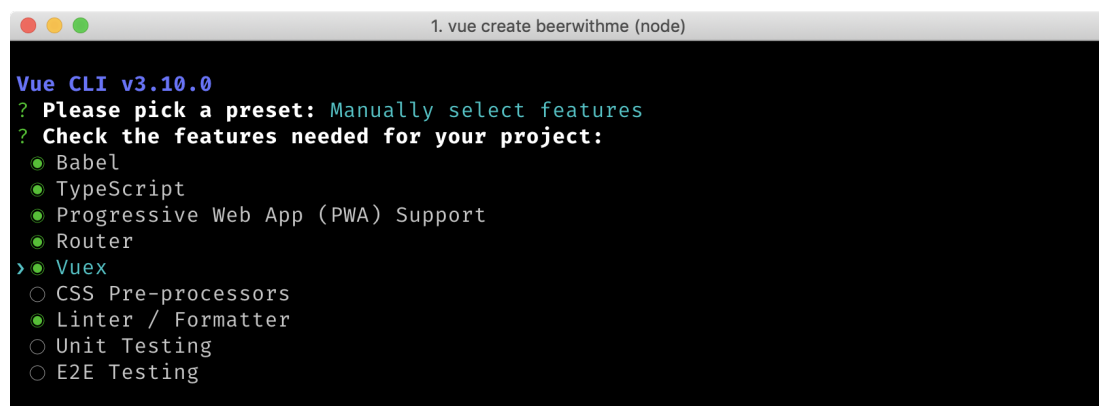 1. vue create beerwithme (node)
Vue CLI v3.10.0
? Please pick a preset: Manually select features
? Check the features needed for your project:
◉ Babel
◉ TypeScript
◉ Progressive Web App (PWA) Support
◉ Router
❯◉ Vuex
◯ CSS Pre-processors
◉ Linter / Formatter
◯ Unit Testing
◯ E2E Testing